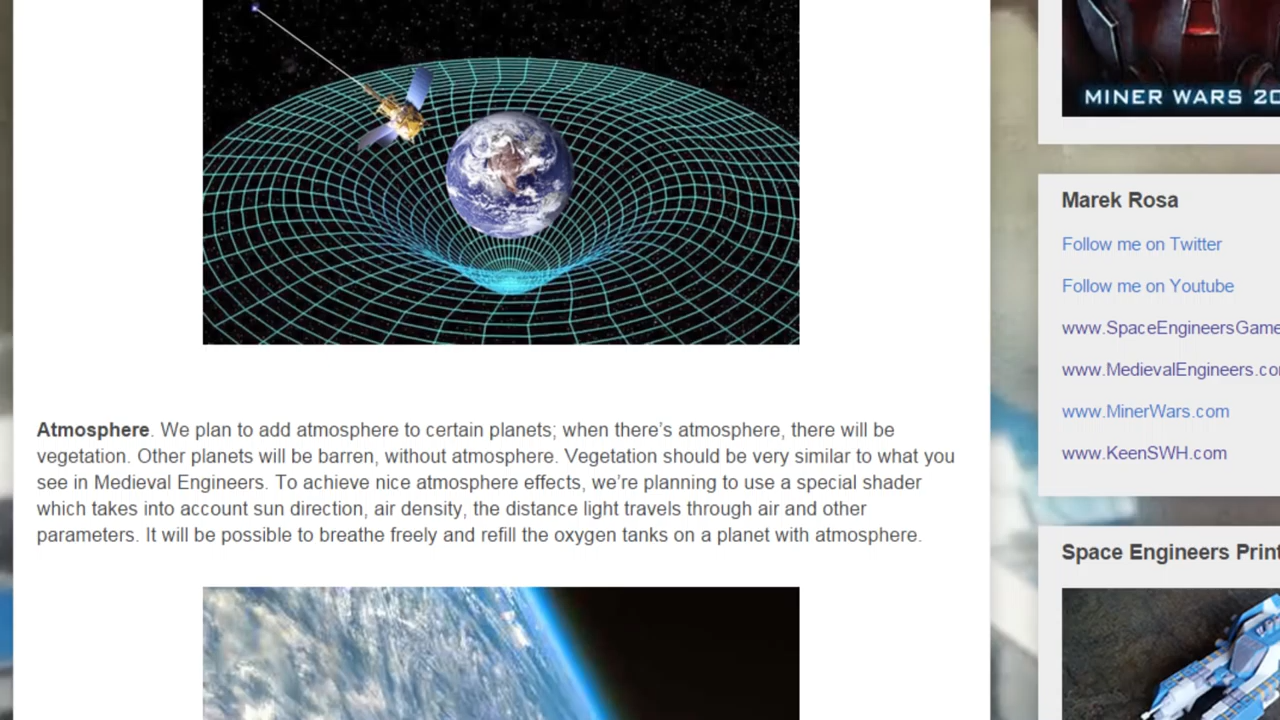 MINER WARS 20
Marek Rosa
Follow me on Twitter
Follow me on Youtube
www.SpaceEngineersGame
www.MedievalEngineers.co
www.MinerWars.com
www.KeenSWH.com
Atmosphere. We plan to add atmosphere to certain planets; when there’s atmosphere, there will be
vegetation. Other planets will be barren, without atmosphere. Vegetation should be very similar to what you
see in Medieval Engineers. To achieve nice atmosphere effects, we’re planning to use a special shader
which takes into account sun direction, air density, the distance light travels through air and other
parameters. It will be possible to breathe freely and refill the oxygen tanks on a planet with atmosphere.
Space Engineers Print